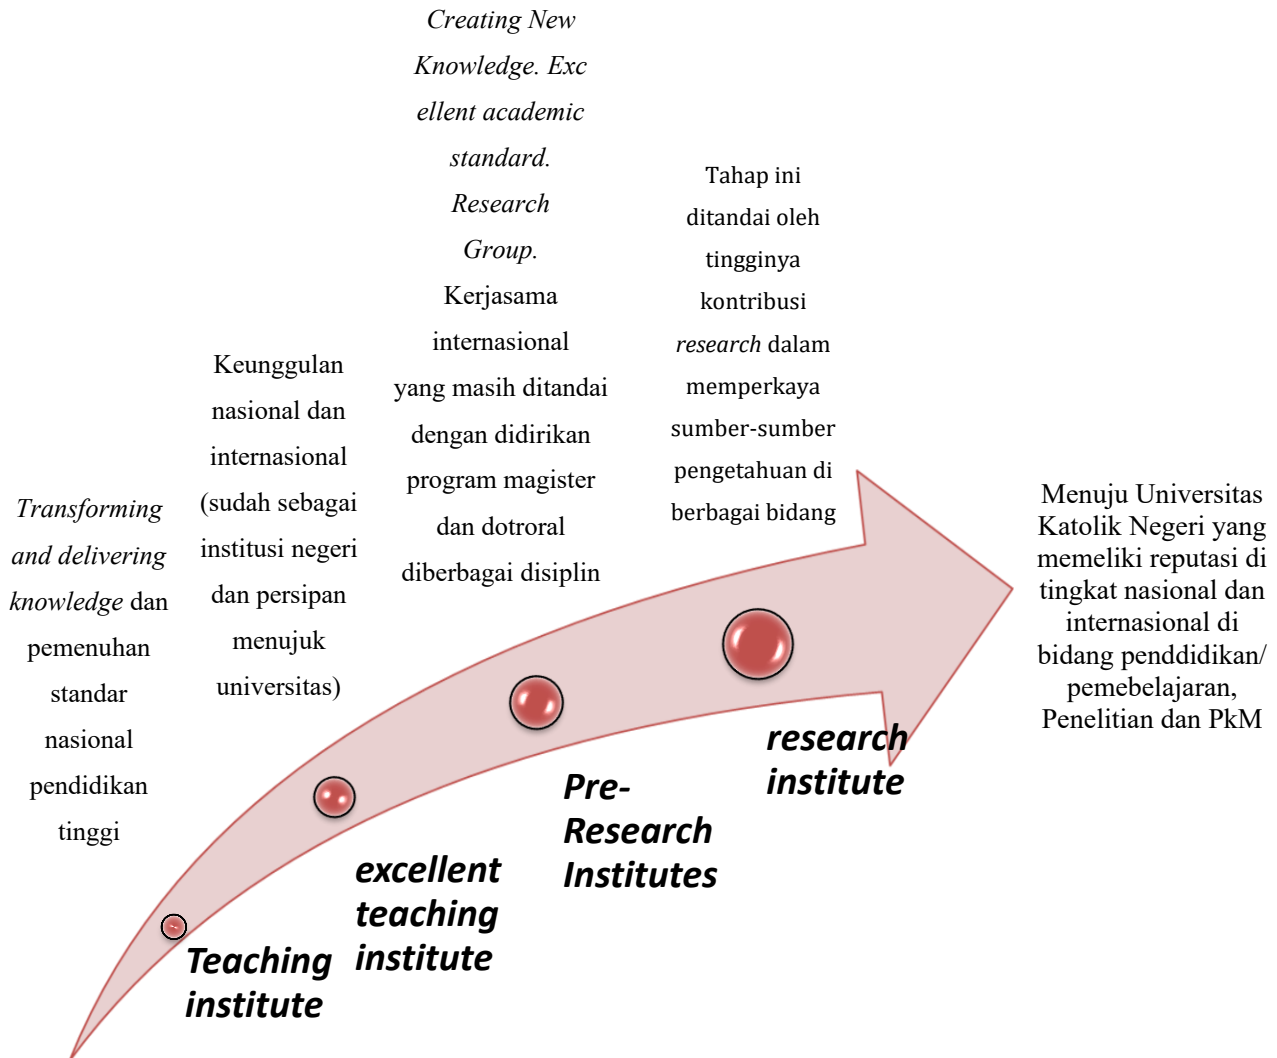 Transforming
and delivering
knowledge dan
pemenuhan
standar
nasional
pendidikan
tinggi
Keunggulan
nasional dan
internasional
(sudah sebagai
institusi negeri
dan persipan
menujuk
universitas)
Creating New
Knowledge. Exc
ellent academic
standard.
Research
Group.
Kerjasama
internasional
yang masih ditandai
dengan didirikan
program magister
dan dotroral
diberbagai disiplin
Tahap ini
ditandai oleh
tingginya
kontribusi
research dalam
memperkaya
sumber-sumber
pengetahuan di
berbagai bidang
Menuju Universitas
Katolik Negeri yang
memeliki reputasi di
tingkat nasional dan
internasional di
bidang penddidikan/
pemebelajaran,
Penelitian dan PkM
Teaching
institute
excellent
teaching
institute
Pre-
Research
Institutes
research
institute